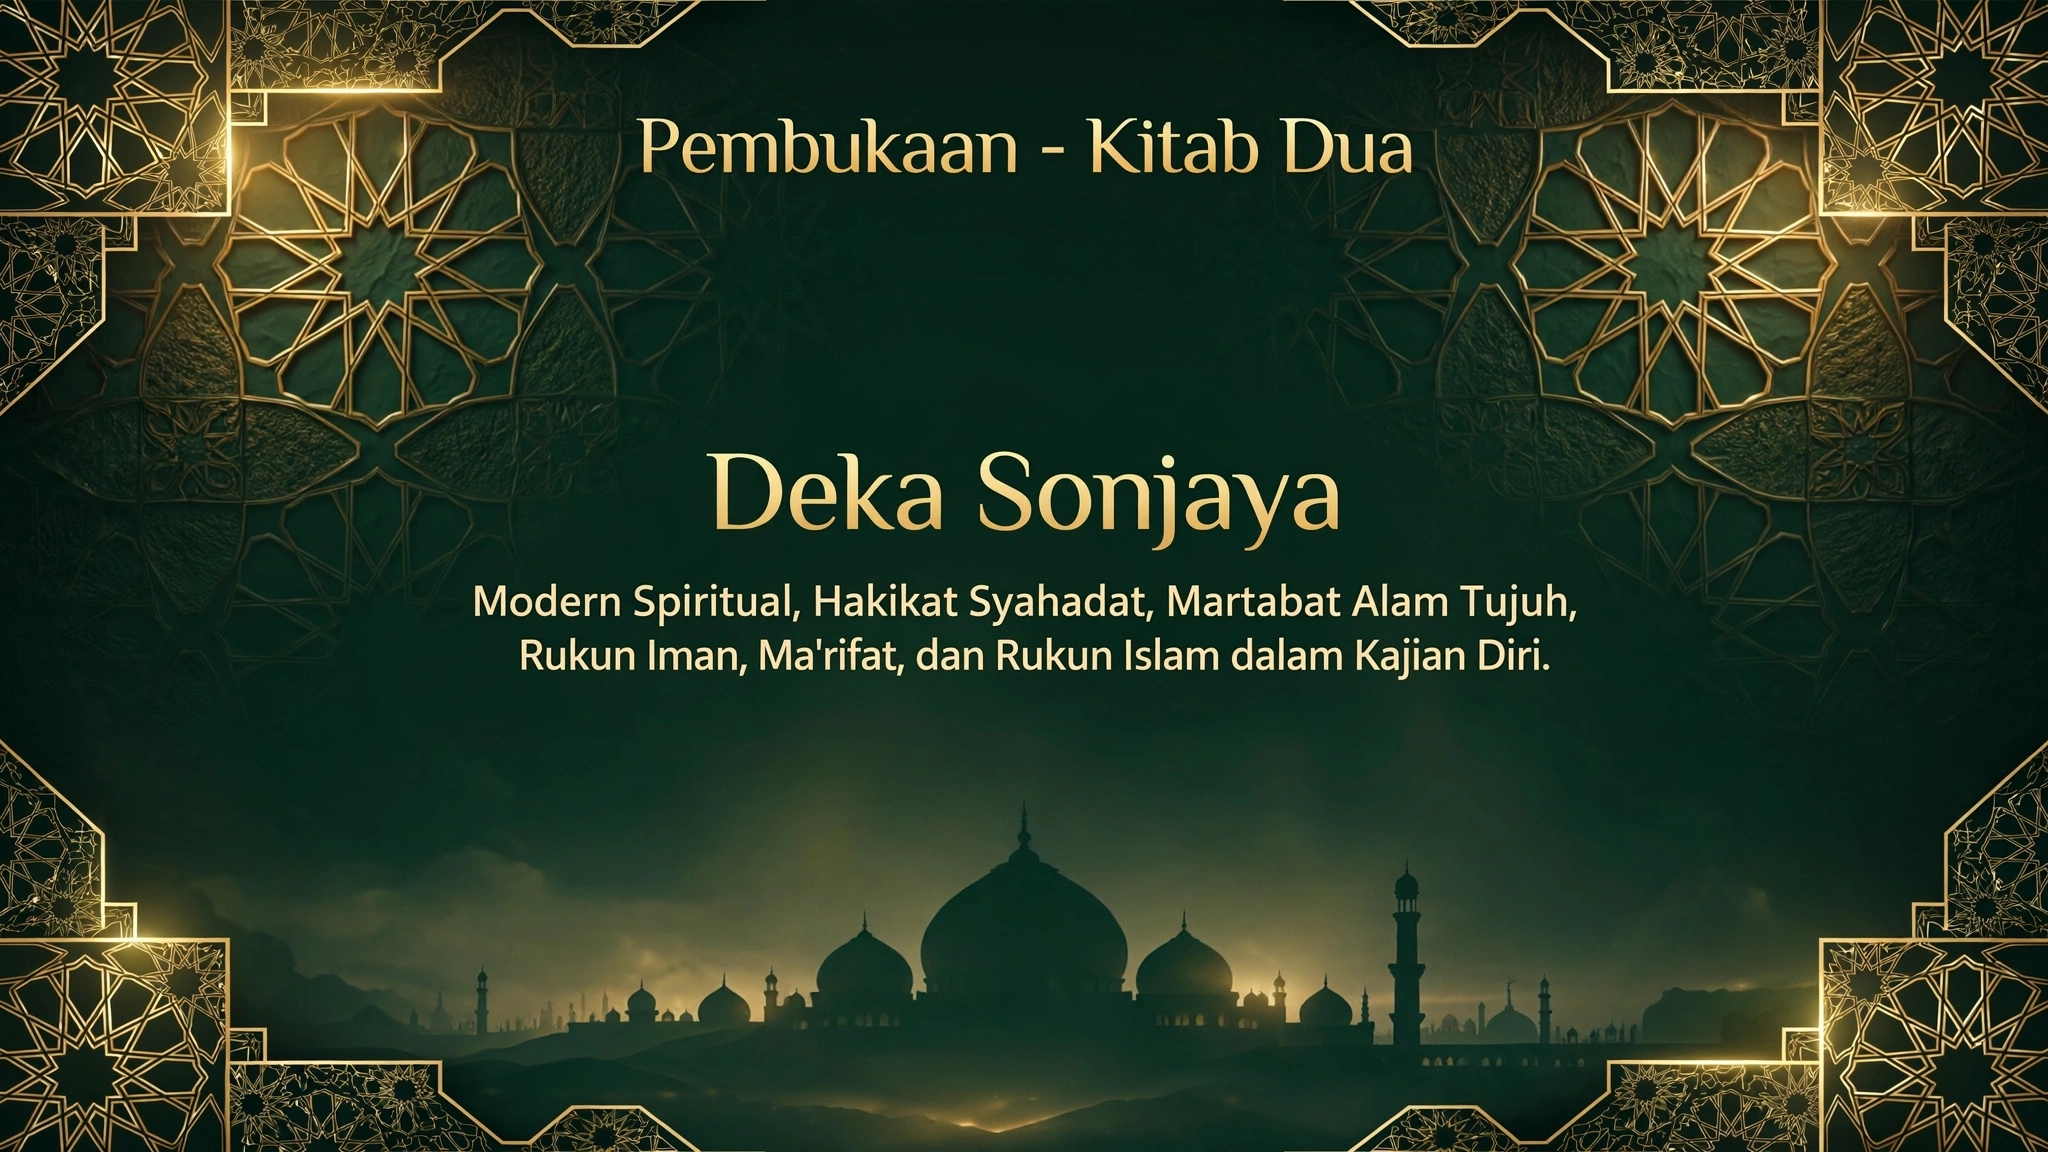 Pembukaan - Kitab Dua
Deka Sonjaya
Modern Spiritual, Hakikat Syahadat, Martabat Alam Tujuh,
Rukun Iman, Ma'rifat, dan Rukun Islam dalam Kajian Diri.